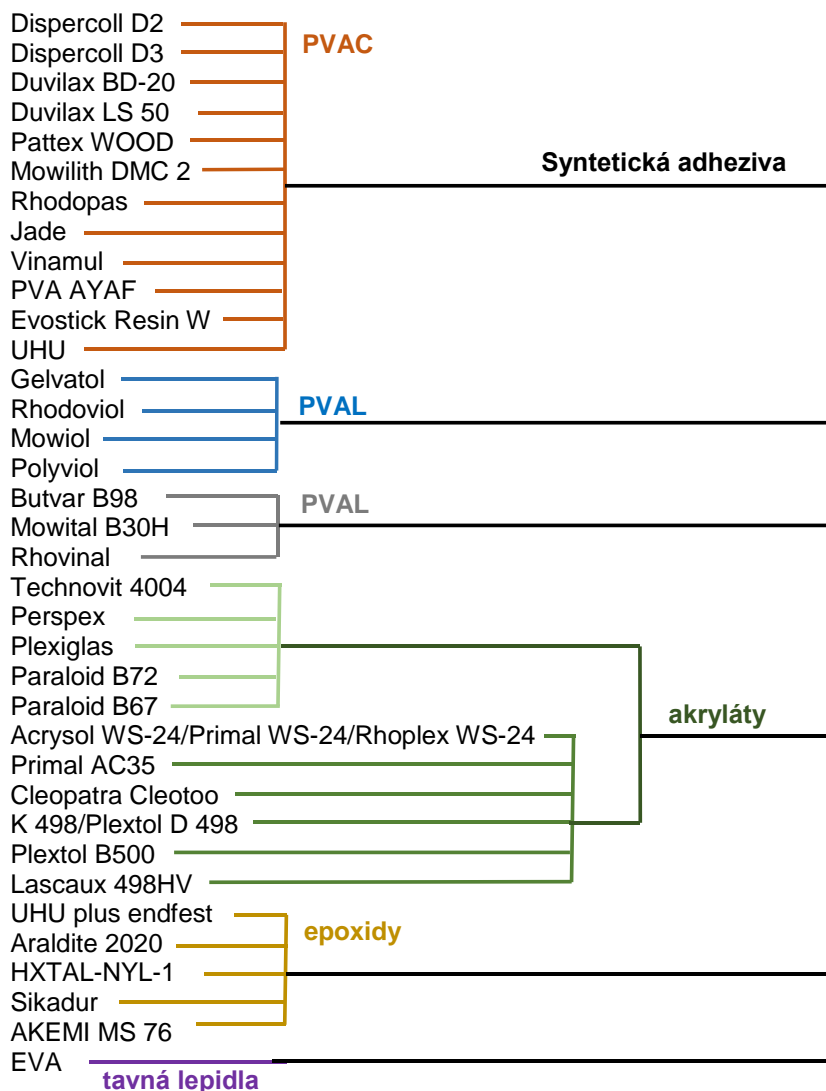 Dispercoll D2
Dispercoll D3
PVAC
Duvilax BD-20
Duvilax LS 50
Pattex WOOD
Mowilith DMC 2
Syntetická adheziva
Rhodopas
Jade
Vinamul
PVA AYAF
Evostick Resin W
UHU
Gelvatol
Rhodoviol
PVAL
Mowiol
Polyviol
Butvar B98
PVAL
Mowital B30H
Rhovinal
Technovit 4004
Perspex
Plexiglas
Paraloid B72
Paraloid B67
akryláty
Acrysol WS-24/Primal WS-24/Rhoplex WS-24
Primal AC35
Cleopatra Cleotoo
K 498/Plextol D 498
Plextol B500
Lascaux 498HV
UHU plus endfest
epoxidy
Araldite 2020
HXTAL-NYL-1
Sikadur
AKEMI MS 76
EVA
tavná lepidla